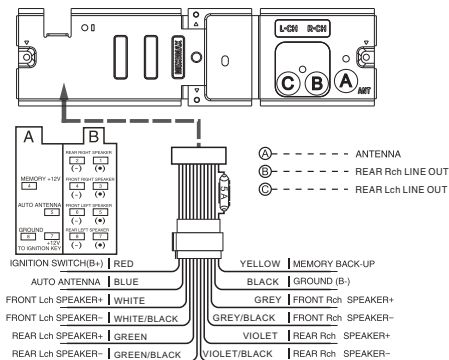 L-CH R-CH
C B A
ANT
A B
REAR RIGHT SPEAKER
2 1
(−) (●)
MEMORY +12V
4
FRONT RIGHT SPEAKER
4 3
(−) (●)
AUTO ANTENNA
5
FRONT LEFT SPEAKER
6 5
(−) (●)
GROUND
8 7
+12V
TO IGNITION KEY
REAR LEFT SPEAKER
8 7
(−) (●)
A ANTENNA
B REAR Rch LINE OUT
C REAR Lch LINE OUT
IGNITION SWITCH(B+) RED
AUTO ANTENNA BLUE
FRONT Lch SPEAKER+ WHITE
FRONT Lch SPEAKER− WHITE/BLACK
REAR Lch SPEAKER+ GREEN
REAR Lch SPEAKER− GREEN/BLACK
YELLOW MEMORY BACK-UP
BLACK GROUND (B-)
GREY FRONT Rch SPEAKER+
GREY/BLACK FRONT Rch SPEAKER−
VIOLET REAR Rch SPEAKER+
VIOLET/BLACK REAR Rch SPEAKER−